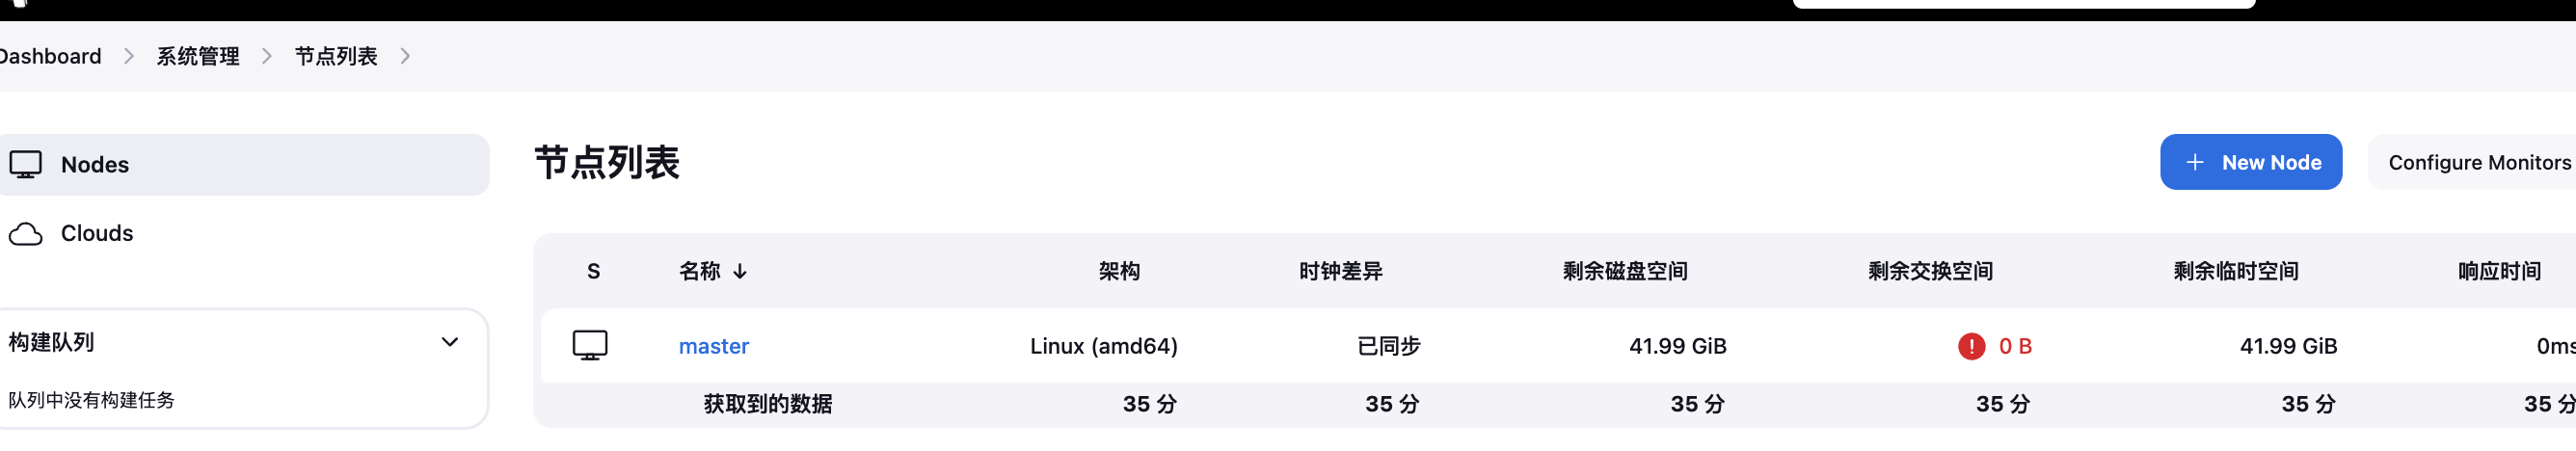 Dashboard > 系统管理 > 节点列表 >
Nodes
Clouds
构建队列
队列中没有构建任务
节点列表
+ New Node
Configure Monitors
S 名称 ↓ 架构 时钟差异 剩余磁盘空间 剩余交换空间 剩余临时空间 响应时间
master Linux (amd64) 已同步 41.99 GiB 0 B 41.99 GiB 0ms
获取到的数据 35 分 35 分 35 分 35 分 35 分 35 分